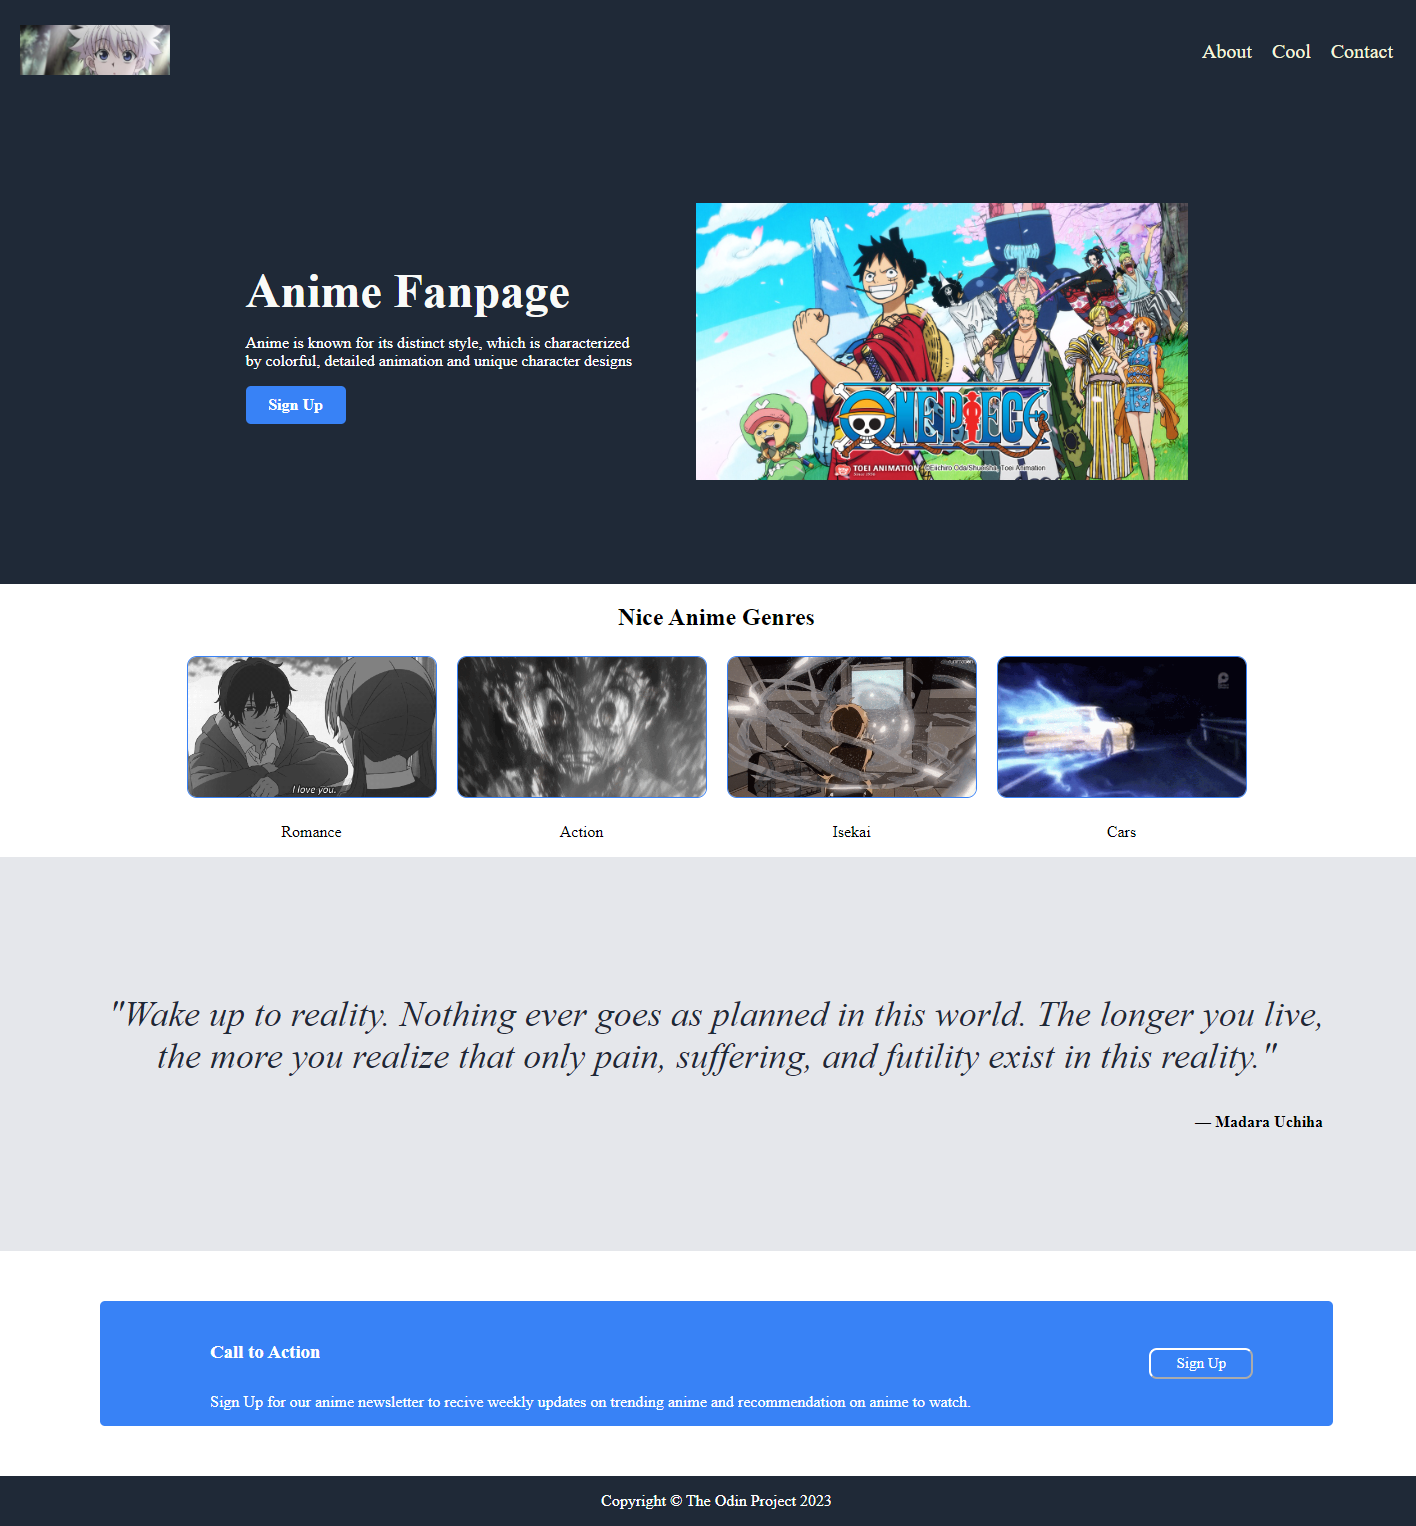 About Cool Contact
Anime Fanpage
Anime is known for its distinct style, which is characterized
by colorful, detailed animation and unique character designs
Sign Up
ONE PIECE
TOEI ANIMATION
©Eiichiro Oda/Shueisha, Toei Animation
Nice Anime Genres
I love you.
Romance
Action
Isekai
Cars
"Wake up to reality. Nothing ever goes as planned in this world. The longer you live,
the more you realize that only pain, suffering, and futility exist in this reality."
— Madara Uchiha
Call to Action
Sign Up
Sign Up for our anime newsletter to recive weekly updates on trending anime and recommendation on anime to watch.
Copyright © The Odin Project 2023